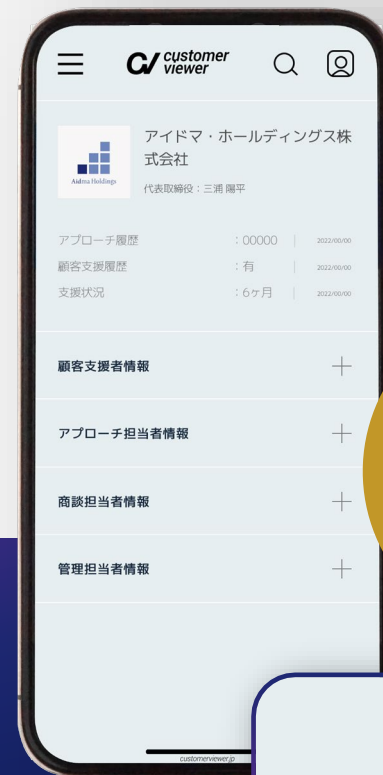 customer
viewer
アイドマ・ホールディングス株
式会社
Aidma Holdings
代表取締役：三浦 陽平
アプローチ履歴 : 00000 | 2022/00/00
顧客支援履歴 : 有 | 2022/00/00
支援状況 : 6ヶ月 | 2022/00/00
顧客支援者情報
アプローチ担当者情報
商談担当者情報
管理担当者情報
customerviewer.jp